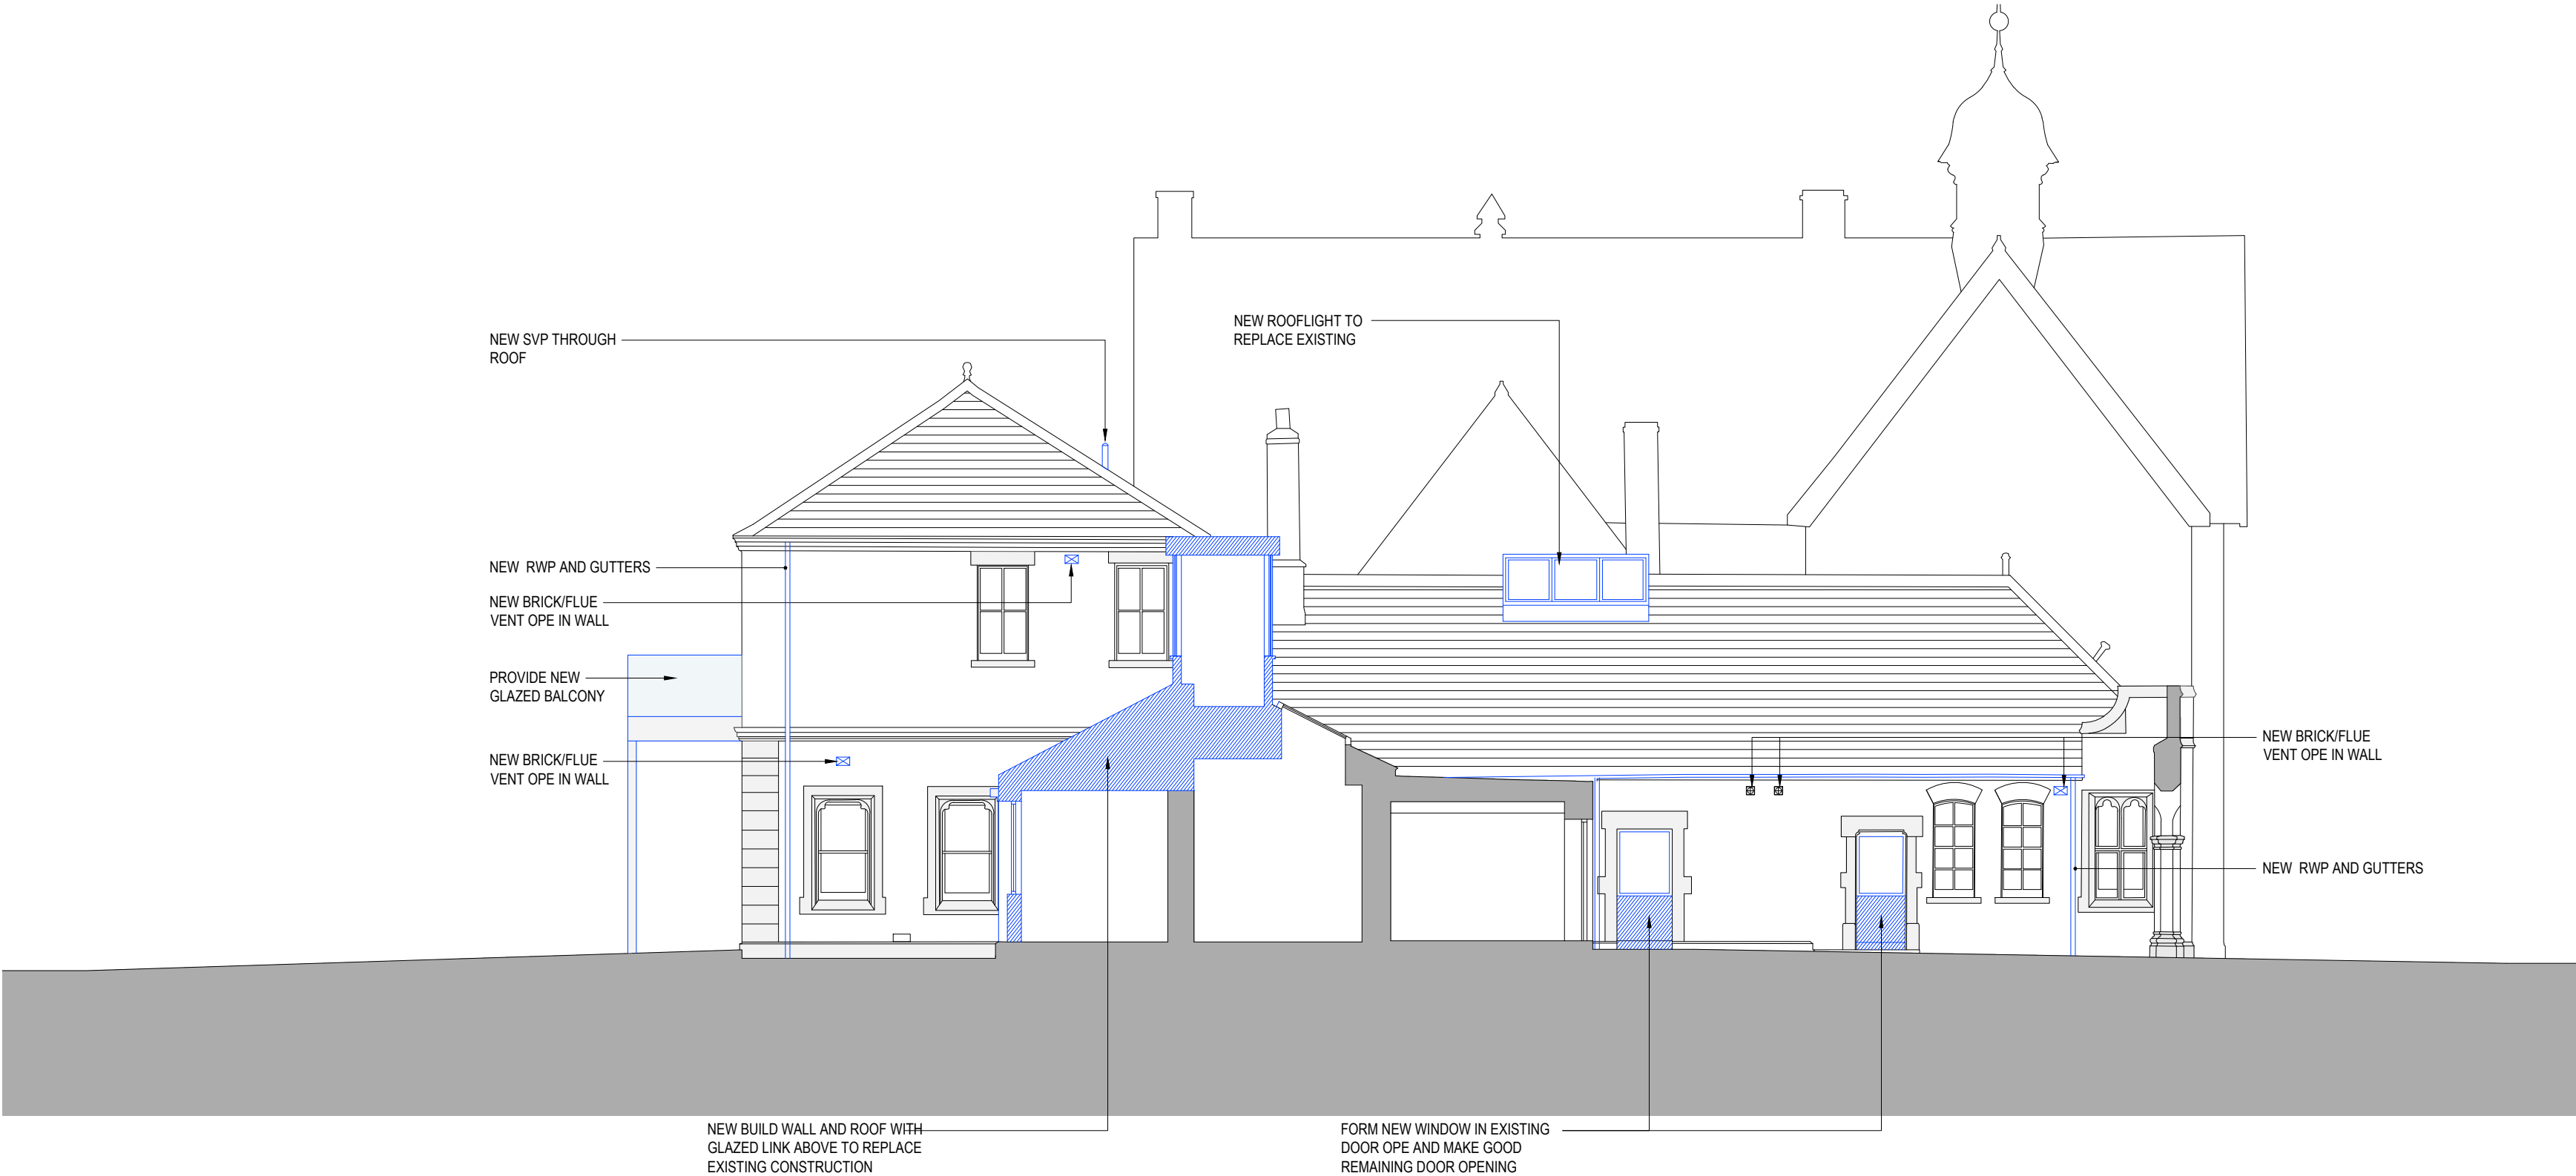 NEW SVP THROUGH
ROOF
NEW ROOFLIGHT TO
REPLACE EXISTING
NEW RWP AND GUTTERS
NEW BRICK/FLUE
VENT OPE IN WALL
PROVIDE NEW
GLAZED BALCONY
NEW BRICK/FLUE
VENT OPE IN WALL
NEW BRICK/FLUE
VENT OPE IN WALL
NEW RWP AND GUTTERS
NEW BUILD WALL AND ROOF WITH
GLAZED LINK ABOVE TO REPLACE
EXISTING CONSTRUCTION
FORM NEW WINDOW IN EXISTING
DOOR OPE AND MAKE GOOD
REMAINING DOOR OPENING